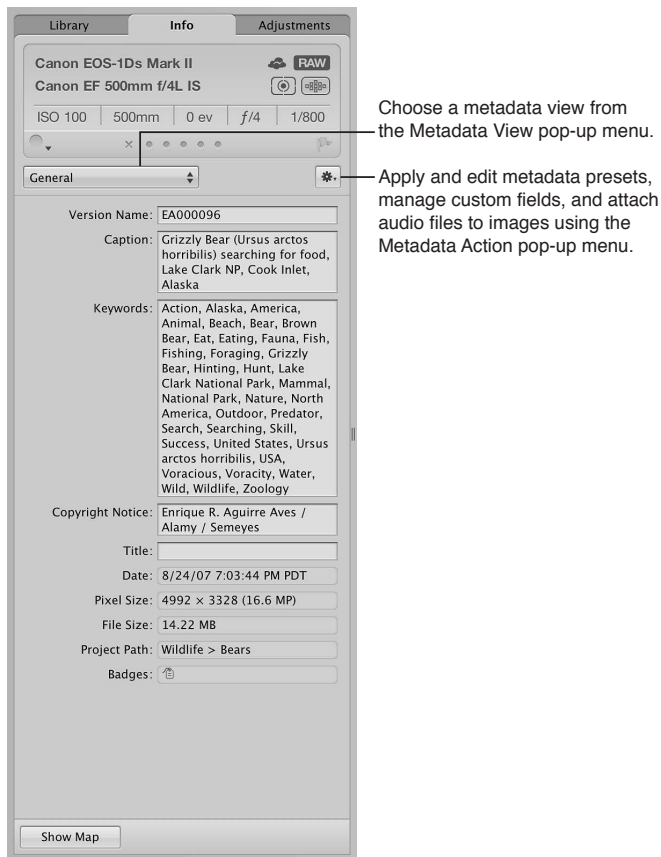 Library
Info
Adjustments
Canon EOS-1Ds Mark II
RAW
Canon EF 500mm f/4L IS
ISO 100
500mm
0 ev
ƒ/4
1/800
General
Version Name: EA000096
Caption: Grizzly Bear (Ursus arctos
horribilis) searching for food,
Lake Clark NP, Cook Inlet,
Alaska
Keywords: Action, Alaska, America,
Animal, Beach, Bear, Brown
Bear, Eat, Eating, Fauna, Fish,
Fishing, Foraging, Grizzly
Bear, Hinting, Hunt, Lake
Clark National Park, Mammal,
National Park, Nature, North
America, Outdoor, Predator,
Search, Searching, Skill,
Success, United States, Ursus
arctos horribilis, USA,
Voracious, Voracity, Water,
Wild, Wildlife, Zoology
Copyright Notice: Enrique R. Aguirre Aves /
Alamy / Semeyes
Title:
Date: 8/24/07 7:03:44 PM PDT
Pixel Size: 4992 × 3328 (16.6 MP)
File Size: 14.22 MB
Project Path: Wildlife > Bears
Badges:
Show Map
Choose a metadata view from
the Metadata View pop-up menu.
Apply and edit metadata presets,
manage custom fields, and attach
audio files to images using the
Metadata Action pop-up menu.